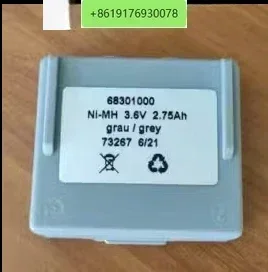 +8619176930078
68301000
Ni-MH 3.6V 2.75Ah
grau / grey
73267 6/21